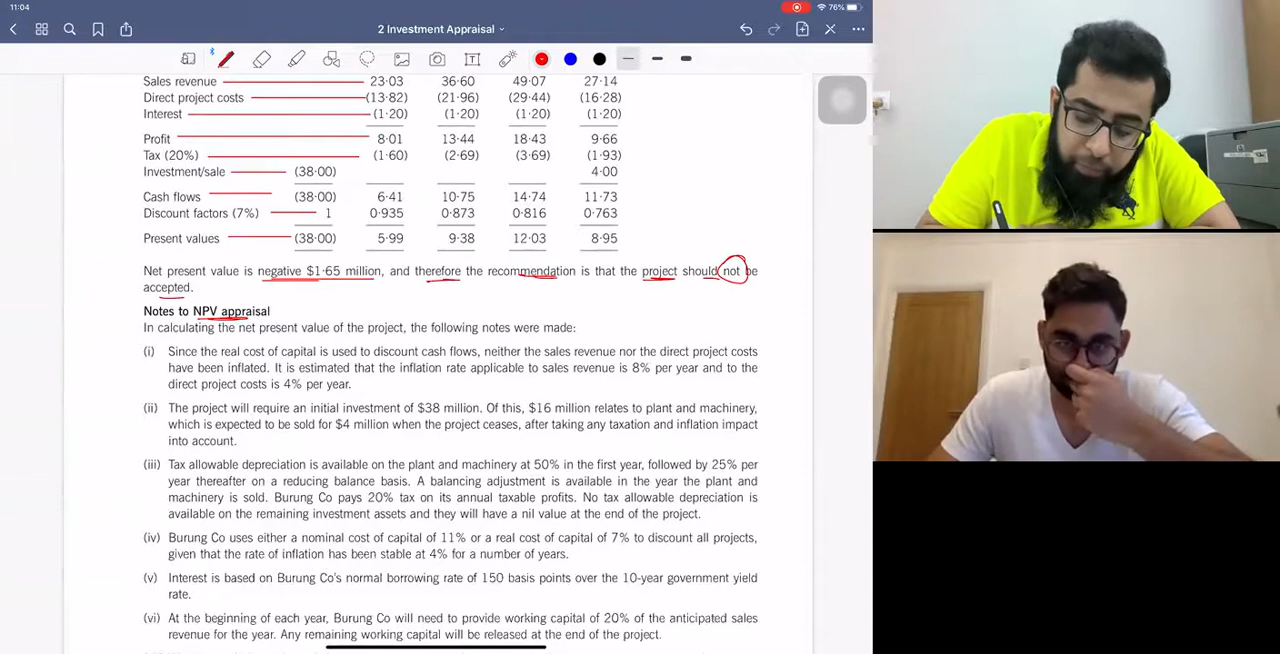 11:04
76%
2 Investment Appraisal
Sales revenue 23·03 36·60 49·07 27·14
Direct project costs (13·82) (21·96) (29·44) (16·28)
Interest (1·20) (1·20) (1·20) (1·20)
Profit 8·01 13·44 18·43 9·66
Tax (20%) (1·60) (2·69) (3·69) (1·93)
Investment/sale (38·00) 4·00
Cash flows (38·00) 6·41 10·75 14·74 11·73
Discount factors (7%) 1 0·935 0·873 0·816 0·763
Present values (38·00) 5·99 9·38 12·03 8·95
Net present value is negative $1·65 million, and therefore the recommendation is that the project should not be
accepted.
Notes to NPV appraisal
In calculating the net present value of the project, the following notes were made:
(i) Since the real cost of capital is used to discount cash flows, neither the sales revenue nor the direct project costs
have been inflated. It is estimated that the inflation rate applicable to sales revenue is 8% per year and to the
direct project costs is 4% per year.
(ii) The project will require an initial investment of $38 million. Of this, $16 million relates to plant and machinery,
which is expected to be sold for $4 million when the project ceases, after taking any taxation and inflation impact
into account.
(iii) Tax allowable depreciation is available on the plant and machinery at 50% in the first year, followed by 25% per
year thereafter on a reducing balance basis. A balancing adjustment is available in the year the plant and
machinery is sold. Burung Co pays 20% tax on its annual taxable profits. No tax allowable depreciation is
available on the remaining investment assets and they will have a nil value at the end of the project.
(iv) Burung Co uses either a nominal cost of capital of 11% or a real cost of capital of 7% to discount all projects,
given that the rate of inflation has been stable at 4% for a number of years.
(v) Interest is based on Burung Co's normal borrowing rate of 150 basis points over the 10-year government yield
rate.
(vi) At the beginning of each year, Burung Co will need to provide working capital of 20% of the anticipated sales
revenue for the year. Any remaining working capital will be released at the end of the project.